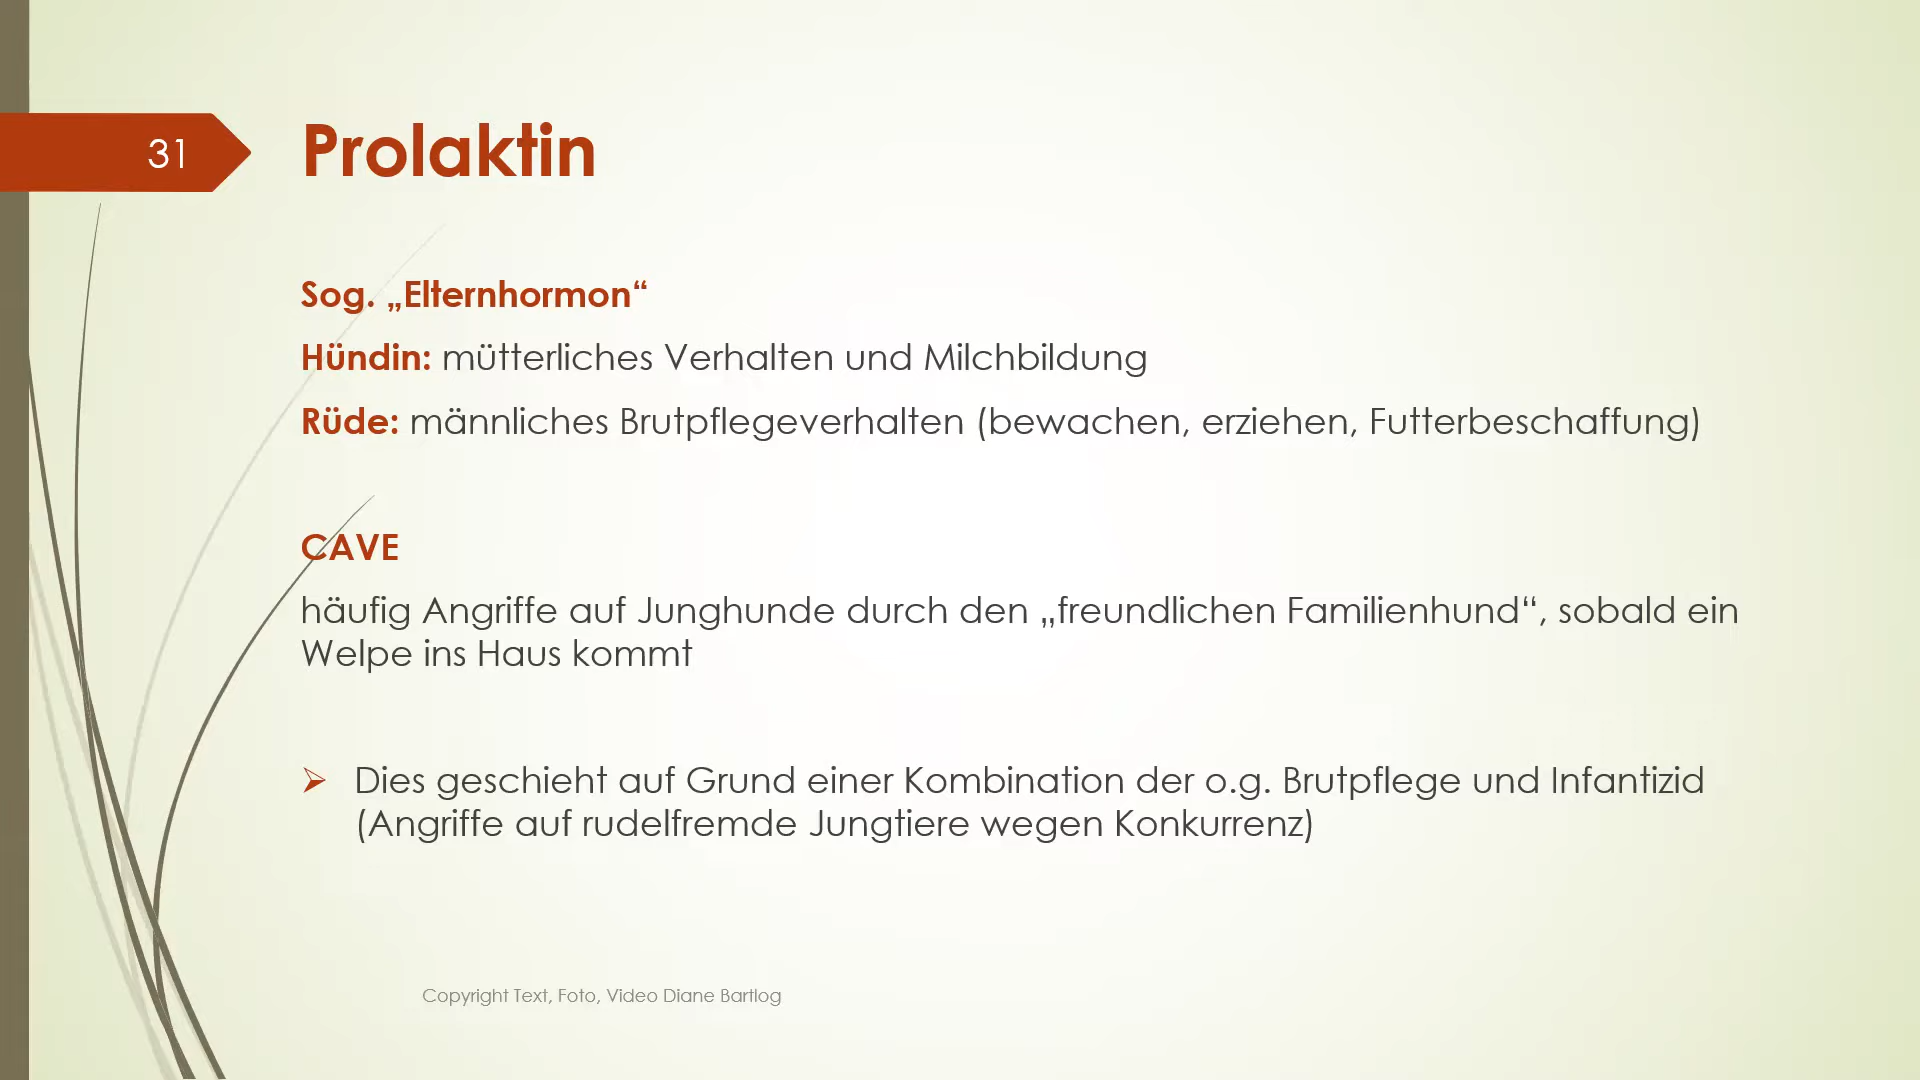 31
Prolaktin
Sog. „Elternhormon“
Hündin: mütterliches Verhalten und Milchbildung
Rüde: männliches Brutpflegeverhalten (bewachen, erziehen, Futterbeschaffung)
CAVE
häufig Angriffe auf Junghunde durch den „freundlichen Familienhund“, sobald ein
Welpe ins Haus kommt
Dies geschieht auf Grund einer Kombination der o.g. Brutpflege und Infantizid
(Angriffe auf rudelfremde Jungtiere wegen Konkurrenz)
Copyright Text, Foto, Video Diane Bartlog